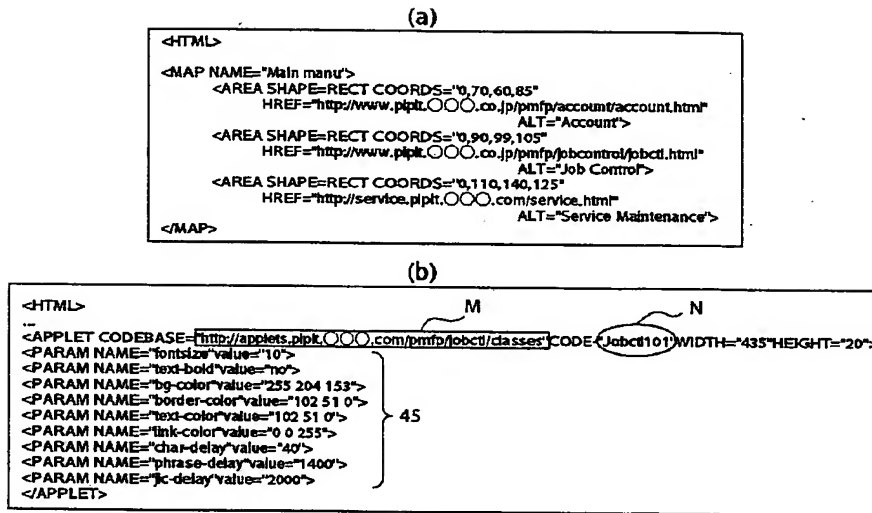 (a)
<HTML>
<MAP NAME="Main manu">
<AREA SHAPE=RECT COORDS="0,70,60,85"
HREF="http://www.piplt.○○○.co.jp/pmfp/account/account.html"
ALT="Account">
<AREA SHAPE=RECT COORDS="0,90,99,105"
HREF="http://www.piplt.○○○.co.jp/pmfp/jobcontrol/jobctl.html"
ALT="Job Control">
<AREA SHAPE=RECT COORDS="0,110,140,125"
HREF="http://service.piplt.○○○.com/service.html"
ALT="Service Maintenance">
</MAP>
(b)
M
N
<HTML>
...
<APPLET CODEBASE="http://applets.piplt.○○○.com/pmfp/jobctl/classes"CODE="Jobctl101"WIDTH="435"HEIGHT="20">
<PARAM NAME="fontsize"value="10">
<PARAM NAME="text-bold"value="no">
<PARAM NAME="bg-color"value="255 204 153">
<PARAM NAME="border-color"value="102 51 0">
<PARAM NAME="text-color"value="102 51 0">
<PARAM NAME="link-color"value="0 0 255">
<PARAM NAME="char-delay"value="40">
<PARAM NAME="phrase-delay"value="1400">
<PARAM NAME="jlc-delay"value="2000">
</APPLET>
45